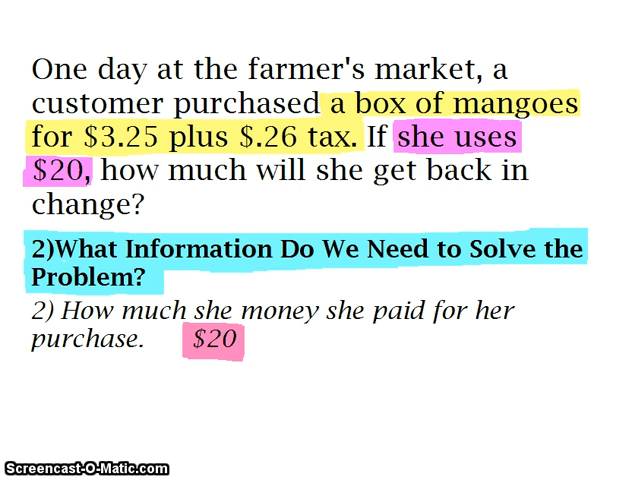 One day at the farmer's market, a
customer purchased a box of mangoes
for $3.25 plus $.26 tax. If she uses
$20, how much will she get back in
change?
2)What Information Do We Need to Solve the
Problem?
2) How much she money she paid for her
purchase. $20
Screencast-O-Matic.com